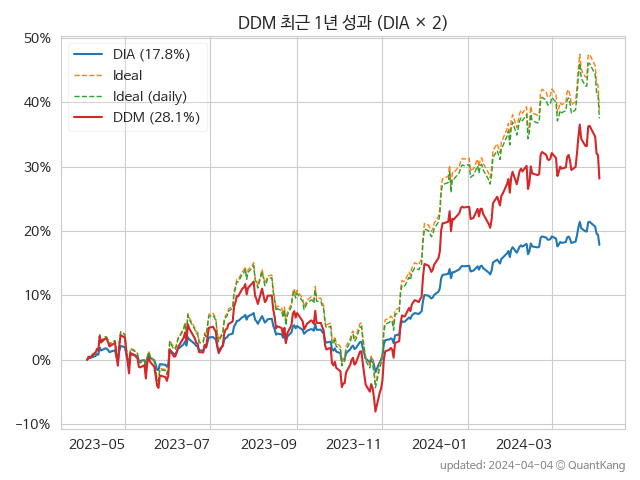 DDM 최근 1년 성과 (DIA × 2)
50%
40%
30%
20%
10%
0%
−10%
DIA (17.8%)
Ideal
Ideal (daily)
DDM (28.1%)
2023−05
2023−07
2023−09
2023−11
2024−01
2024−03
updated: 2024-04-04 © QuantKang